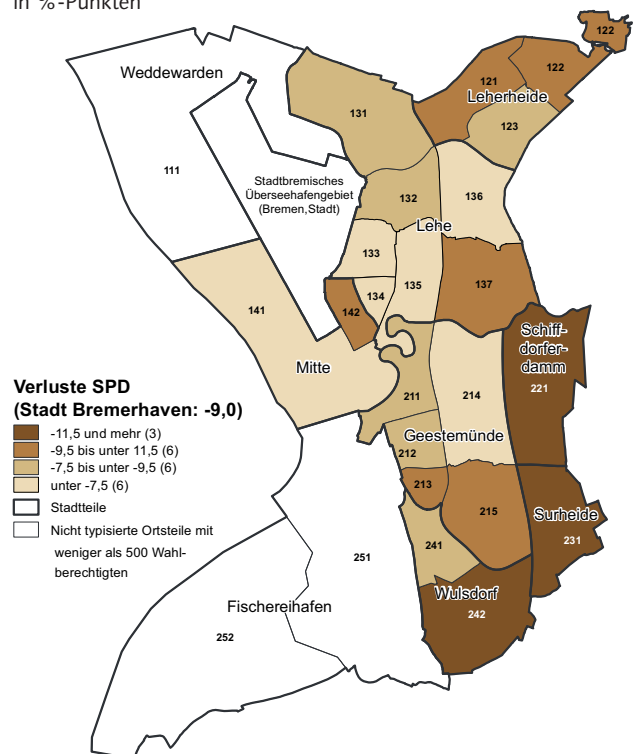 in %-Punkten
122
Weddewarden
121
122
Leherheide
131
123
111
Stadtbremisches
Überseehafengebiet
(Bremen,Stadt)
132
136
Lehe
133
137
134
135
141
142
Schiff-
dorfer-
damm
Mitte
221
Verluste SPD
(Stadt Bremerhaven: -9,0)
211
214
-11,5 und mehr (3)
-9,5 bis unter 11,5 (6)
-7,5 bis unter -9,5 (6)
unter -7,5 (6)
Stadtteile
Nicht typisierte Ortsteile mit
weniger als 500 Wahl-
berechtigten
Geestemünde
212
213
215
Surheide
231
241
251
Wulsdorf
242
Fischereihafen
252